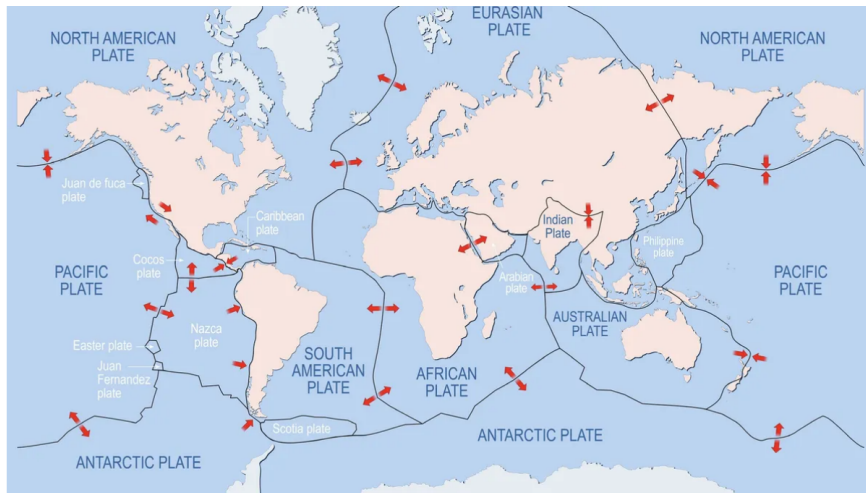 EURASIAN
PLATE
NORTH AMERICAN
PLATE
NORTH AMERICAN
PLATE
Juan de fuca
plate
Caribbean
plate
Indian
Plate
Philippine
plate
Cocos
plate
PACIFIC
PLATE
Arabian
plate
PACIFIC
PLATE
Nazca
plate
AUSTRALIAN
PLATE
Easter plate
SOUTH
AMERICAN
PLATE
AFRICAN
PLATE
Juan
Fernandez
plate
Scotia plate
ANTARCTIC PLATE
ANTARCTIC PLATE